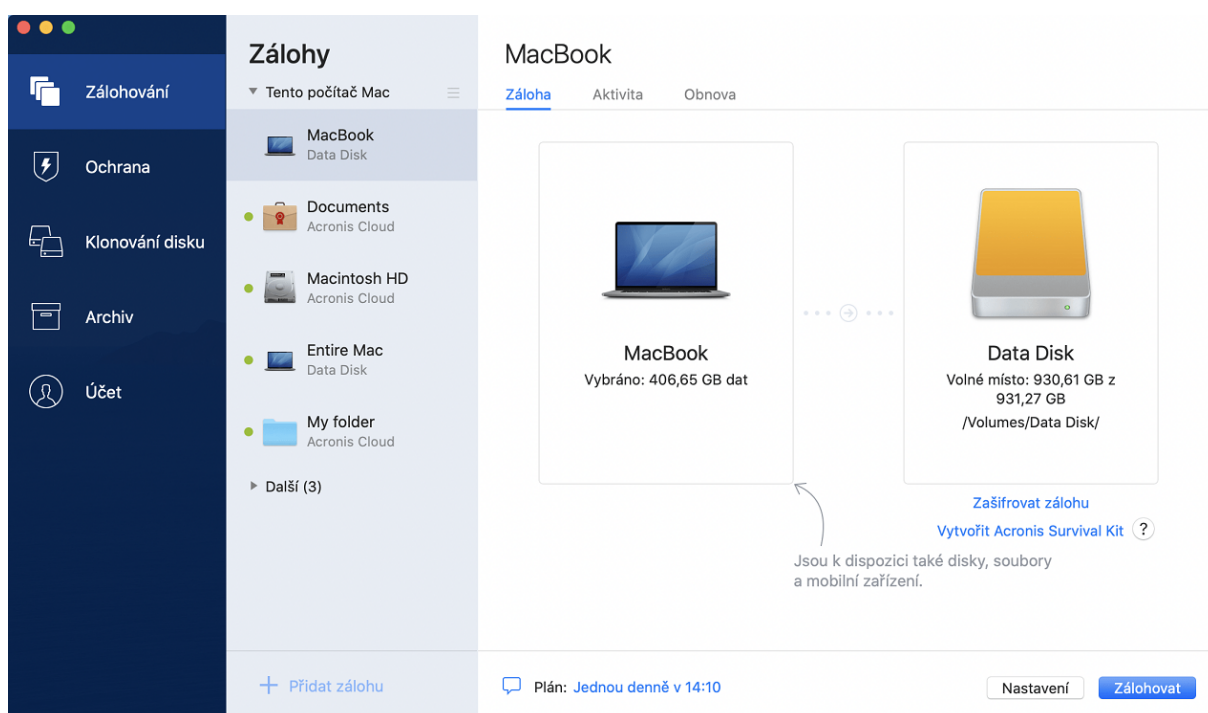 Zálohování
Ochrana
Klonování disku
Archiv
Účet
Zálohy
Tento počítač Mac
MacBook
Data Disk
Documents
Acronis Cloud
Macintosh HD
Acronis Cloud
Entire Mac
Data Disk
My folder
Acronis Cloud
Další (3)
Přidat zálohu
MacBook
Záloha Aktivita Obnova
MacBook
Vybráno: 406,65 GB dat
Data Disk
Volné místo: 930,61 GB z
931,27 GB
/Volumes/Data Disk/
Zašifrovat zálohu
Vytvořit Acronis Survival Kit ?
Jsou k dispozici také disky, soubory
a mobilní zařízení.
Plán: Jednou denně v 14:10
Nastavení
Zálohovat